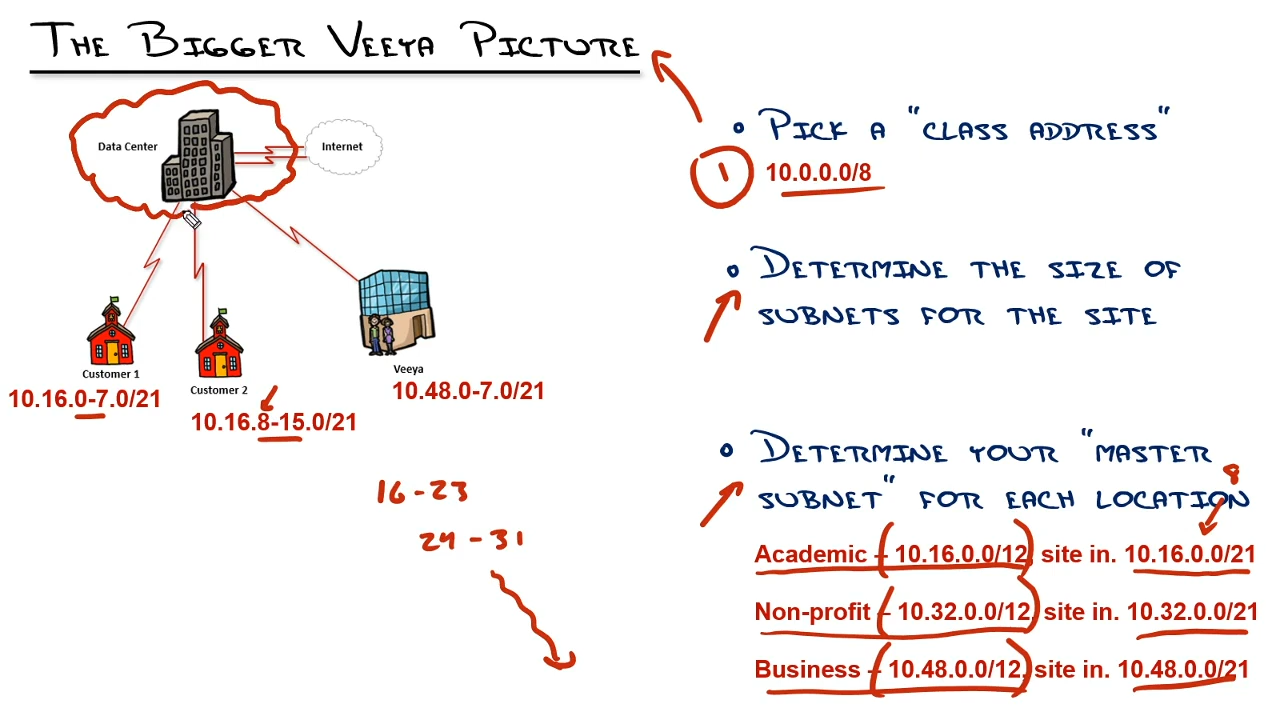 The Bigger Veeya Picture
Data Center
Internet
Customer 1
10.16.0-7.0/21
Customer 2
10.16.8-15.0/21
Veeya
10.48.0-7.0/21
16-23
24-31
Pick a "class address"
1
10.0.0.0/8
Determine the size of
subnets for the site
Determine your "master
subnet" for each location
8
Academic – 10.16.0.0/12, site in. 10.16.0.0/21
Non-profit – 10.32.0.0/12, site in. 10.32.0.0/21
Business – 10.48.0.0/12, site in. 10.48.0.0/21